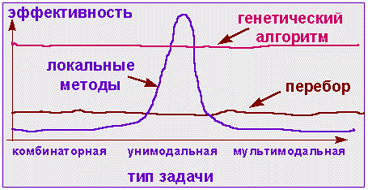 эффективность
генетический
алгоритм
локальные
методы
перебор
комбинаторная унимодальная мультимодальная
тип задачи